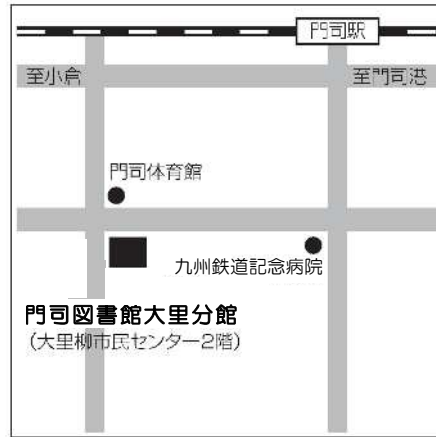 門司駅
至小倉
至門司港
門司体育館
九州鉄道記念病院
門司図書館大里分館
(大里柳市民センター2階)